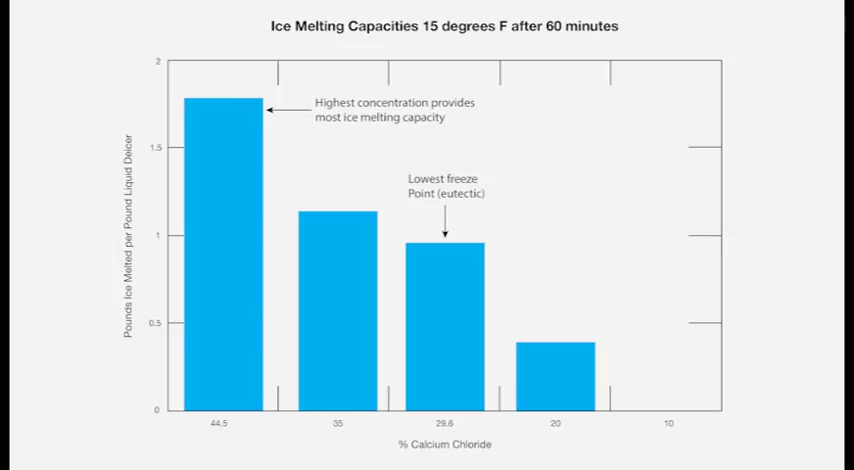 Ice Melting Capacities 15 degrees F after 60 minutes
2
1.5
1
0.5
0
Pounds Ice Melted per Pound Liquid Deicer
Highest concentration provides
most ice melting capacity
Lowest freeze
Point (eutectic)
44.5
35
29.6
20
10
% Calcium Chloride